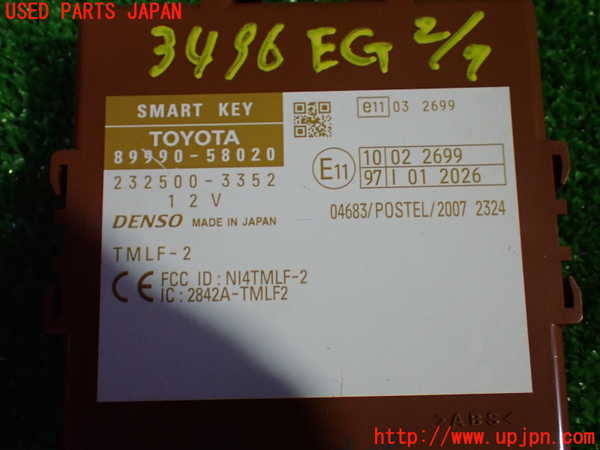 USED PARTS JAPAN
3496 EG 2/7
SMART KEY
TOYOTA
89990-58020
232500-3352
12V
DENSO MADE IN JAPAN
TMLF-2
CE FCC ID : NI4TMLF-2
IC : 2842A-TMLF2
e11 03 2699
E11
10 02 2699
97 I 01 2026
04683/POSTEL/2007 2324
>ABS<
http://www.upjpn.com/